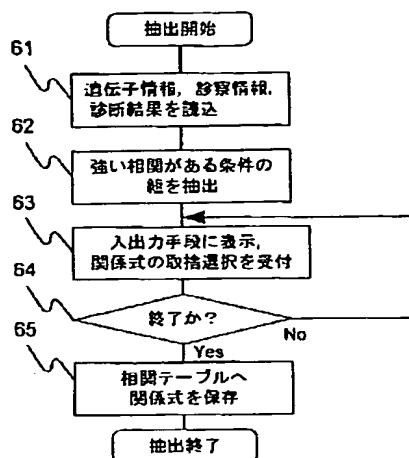 抽出開始
61
遺伝子情報，診察情報，
診断結果を読込
62
強い相関がある条件の
組を抽出
63
入出力手段に表示，
関係式の取捨選択を受付
64
終了か？
No
Yes
65
相関テーブルへ
関係式を保存
抽出終了